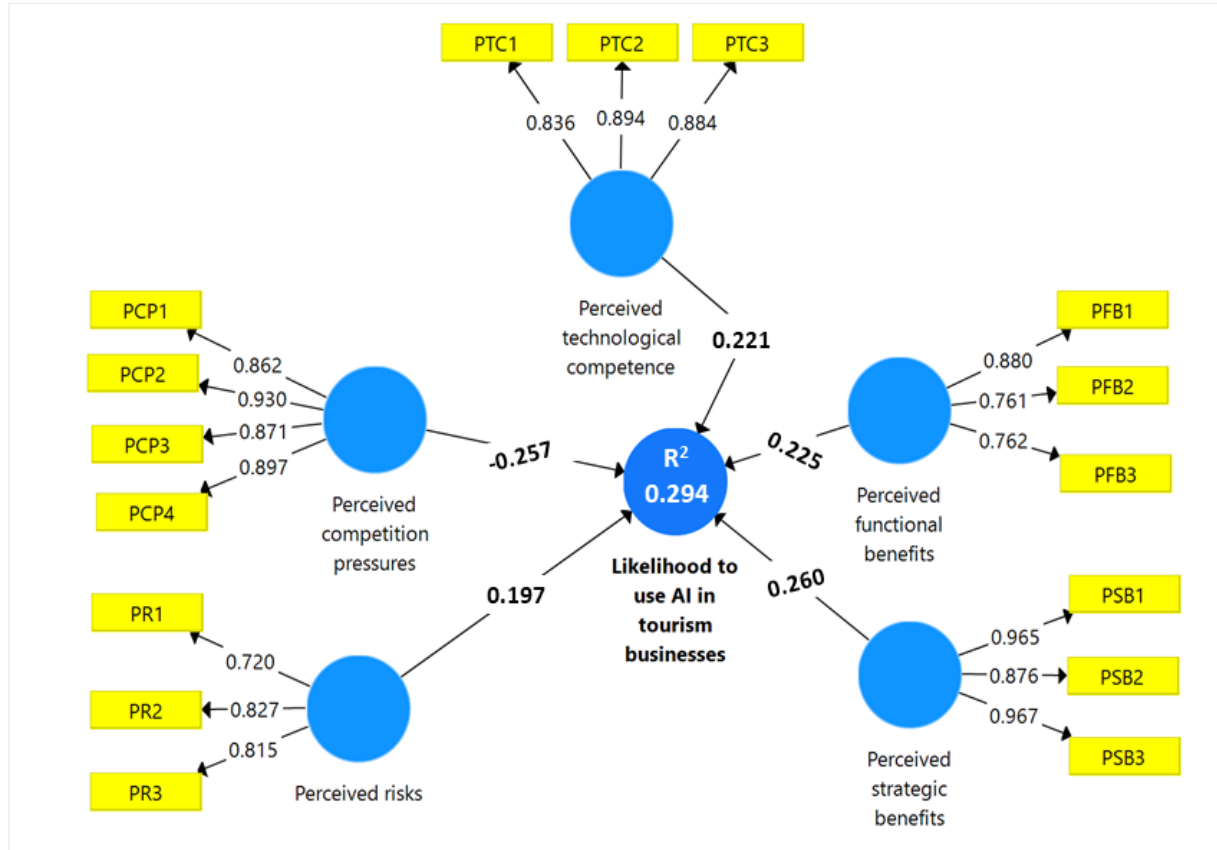 PTC1
PTC2
PTC3
0.836
0.894
0.884
Perceived
technological
competence
0.221
PCP1
PCP2
PCP3
PCP4
0.862
0.930
0.871
0.897
Perceived
competition
pressures
-0.257
PFB1
PFB2
PFB3
0.880
0.761
0.762
Perceived
functional
benefits
0.225
R²
0.294
Likelihood to
use AI in
tourism
businesses
PR1
PR2
PR3
0.720
0.827
0.815
Perceived risks
0.197
PSB1
PSB2
PSB3
0.965
0.876
0.967
Perceived
strategic
benefits
0.260